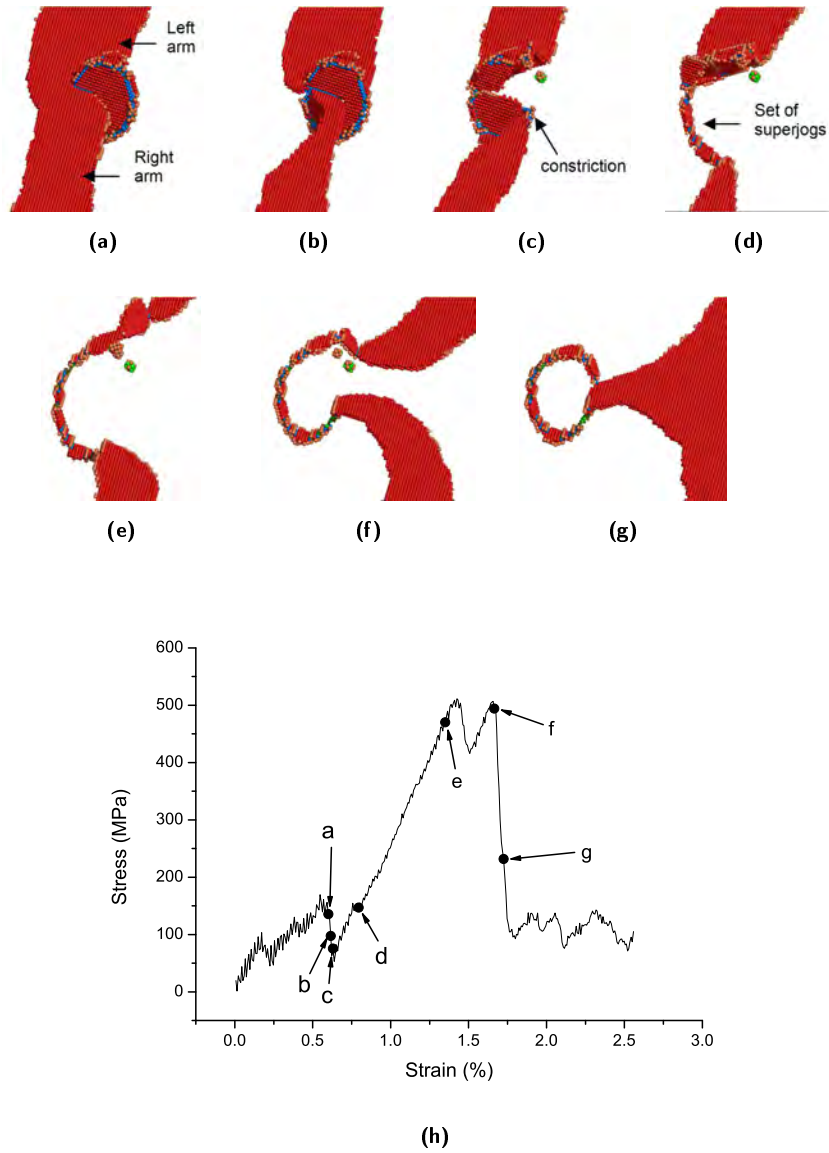 Left
arm
Right
arm
constriction
Set of
superjogs
(a)
(b)
(c)
(d)
(e)
(f)
(g)
600
500
400
300
200
100
0
Stress (MPa)
a
b
c
d
e
f
g
0.0 0.5 1.0 1.5 2.0 2.5 3.0
Strain (%)
(h)